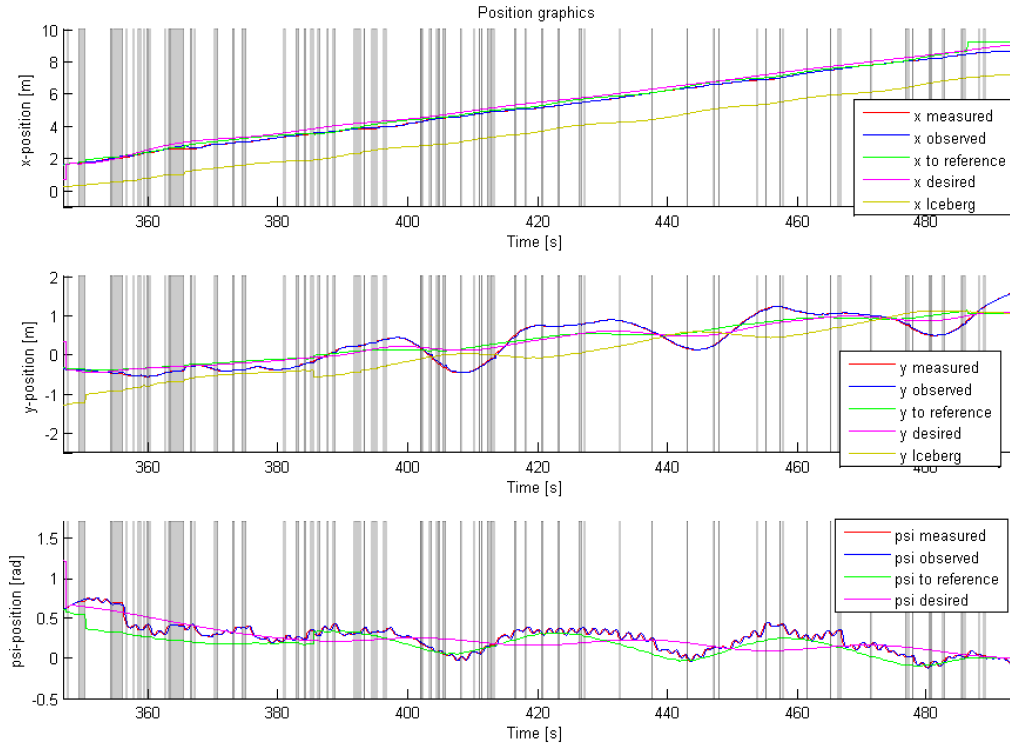 Position graphics
10
8
6
4
2
0
x-position [m]
x measured
x observed
x to reference
x desired
x Iceberg
360 380 400 420 440 460 480
Time [s]
2
1
0
-1
-2
y-position [m]
y measured
y observed
y to reference
y desired
y Iceberg
360 380 400 420 440 460 480
Time [s]
1.5
1
0.5
0
-0.5
psi-position [rad]
psi measured
psi observed
psi to reference
psi desired
360 380 400 420 440 460 480
Time [s]